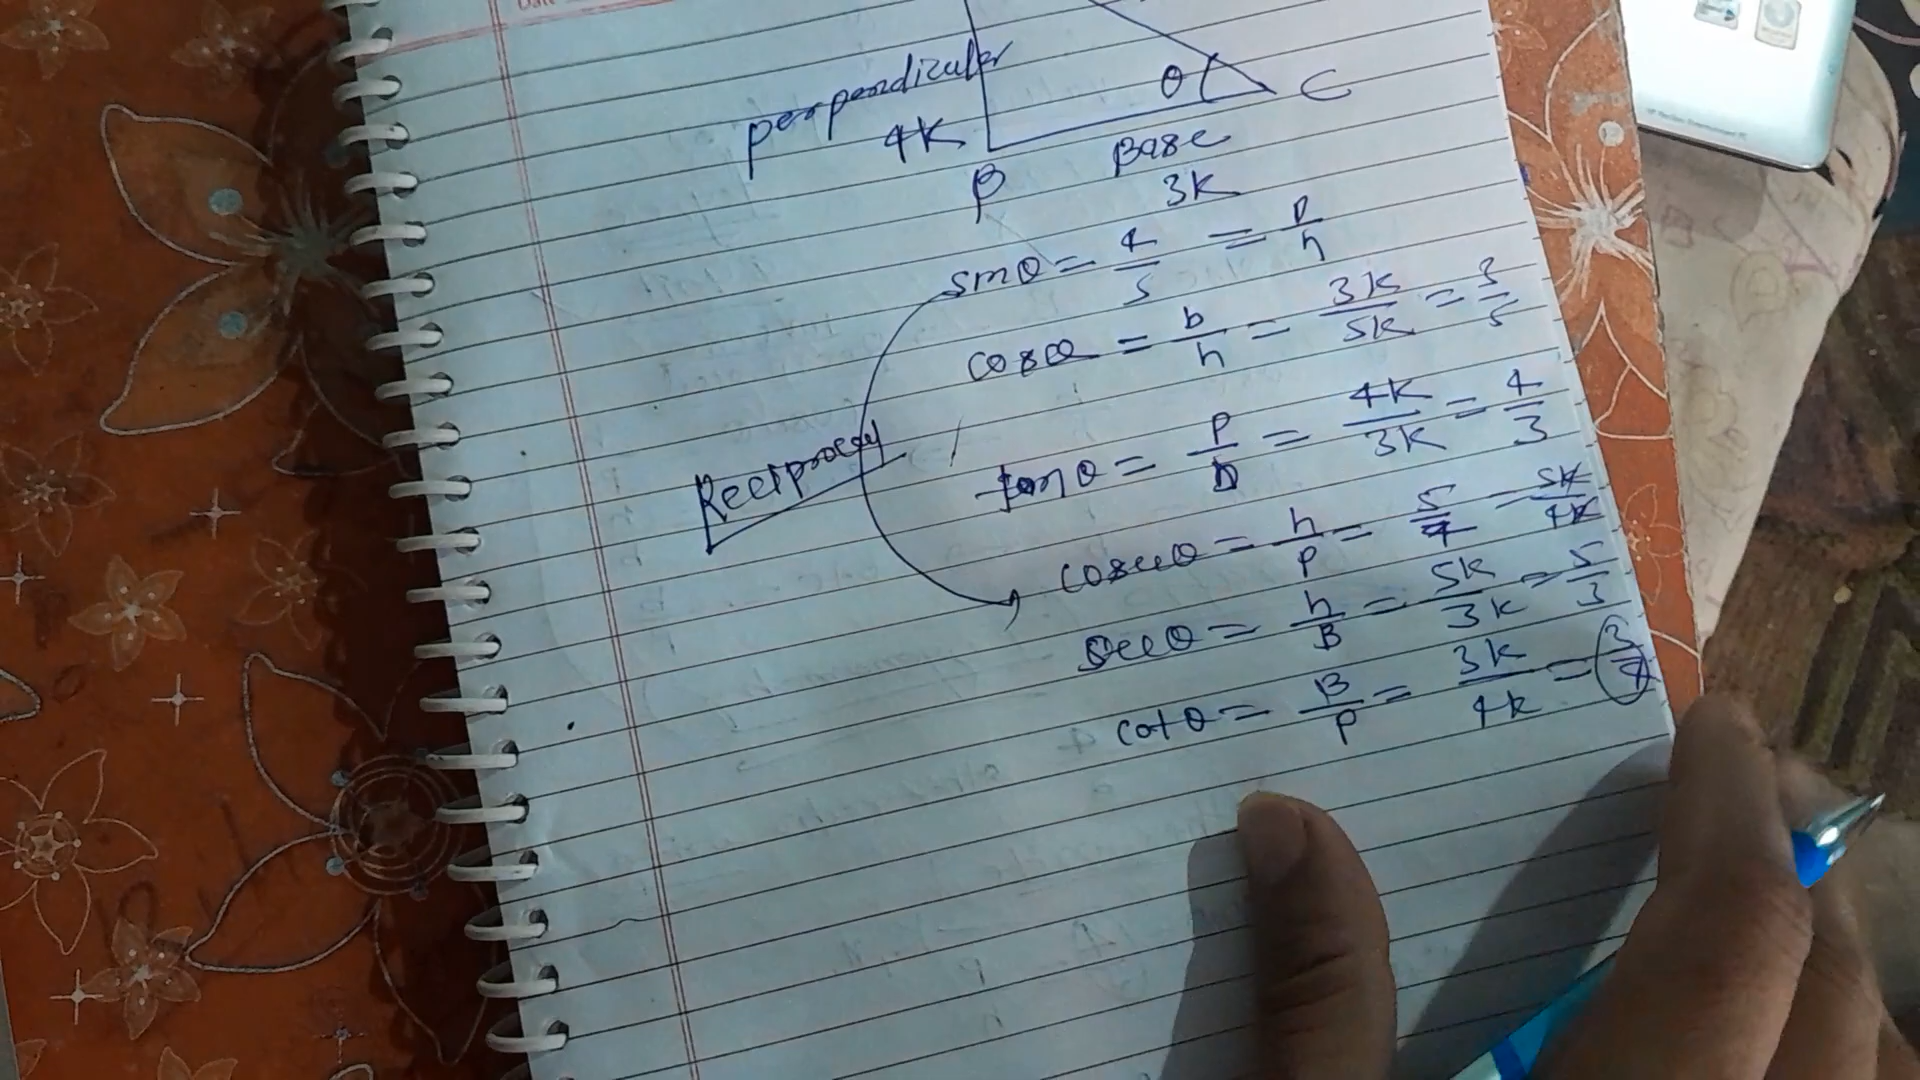 Date
perpendicular
4K
θ
C
B
Base
3K
sinθ = 4/5 = P/h
cosθ = b/h = 3K/5K = 3/5
tanθ = P/b = 4K/3K = 4/3
Reciprocal
cosecθ = h/P = 5/4 = 5K/4K
secθ = h/B = 5K/3K = 5/3
cotθ = B/P = 3K/4K = 3/4